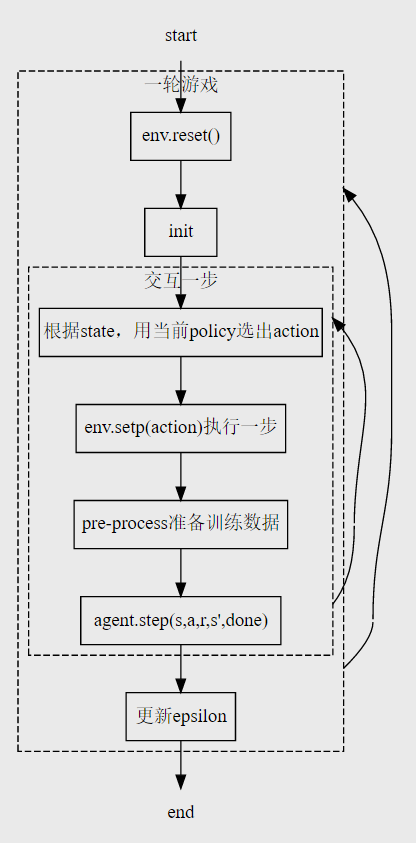 start
一轮游戏
env.reset()
init
交互一步
根据state，用当前policy选出action
env.setp(action)执行一步
pre-process准备训练数据
agent.step(s,a,r,s',done)
更新epsilon
end